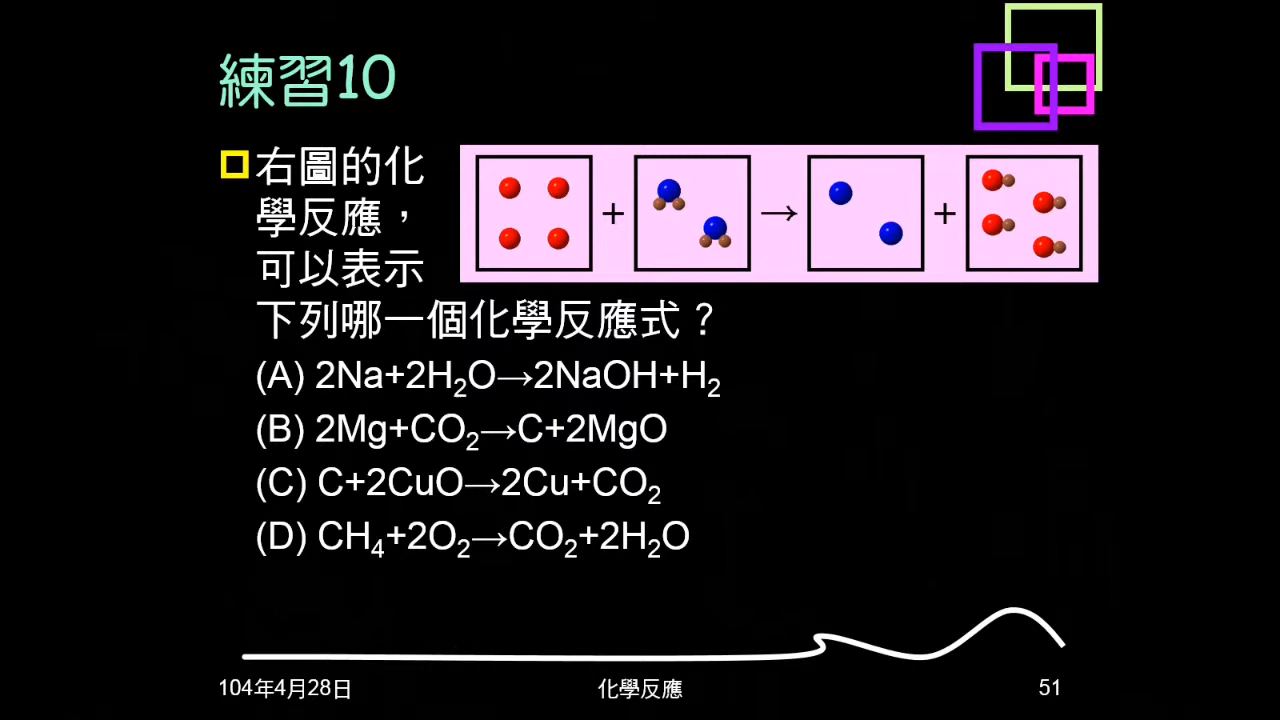 練習10
右圖的化
學反應，
可以表示
下列哪一個化學反應式？
+ → +
(A) 2Na+2H₂O→2NaOH+H₂
(B) 2Mg+CO₂→C+2MgO
(C) C+2CuO→2Cu+CO₂
(D) CH₄+2O₂→CO₂+2H₂O
104年4月28日
化學反應
51